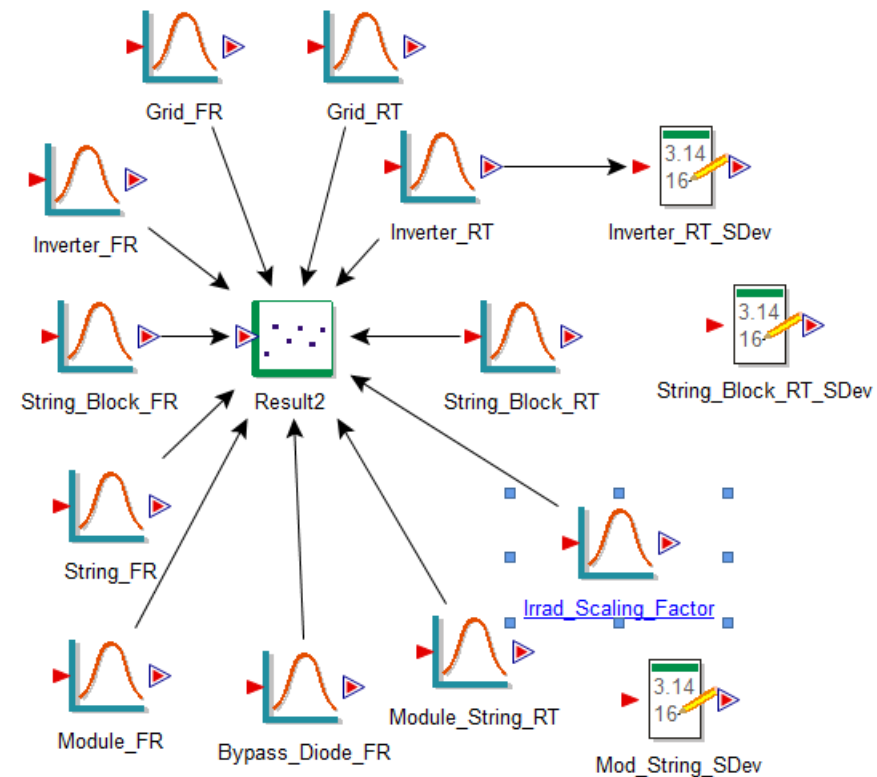 Grid_FR
Grid_RT
3.14
16
Inverter_FR
Inverter_RT
Inverter_RT_SDev
3.14
16
String_Block_FR
Result2
String_Block_RT
String_Block_RT_SDev
String_FR
Irrad_Scaling_Factor
3.14
16
Module_FR
Bypass_Diode_FR
Module_String_RT
Mod_String_SDev